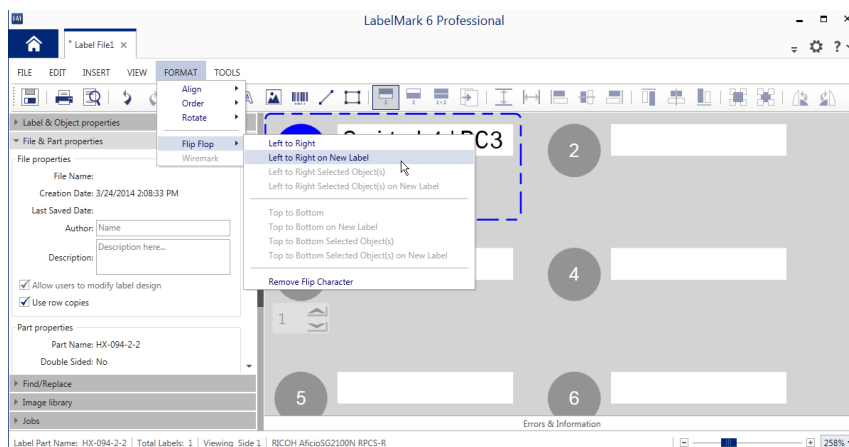 LabelMark 6 Professional
* Label File1 ×
FILE EDIT INSERT VIEW FORMAT TOOLS
Align
Order
Rotate
Flip Flop
Wiremark
Left to Right
Left to Right on New Label
Left to Right Selected Object(s)
Left to Right Selected Object(s) on New Label
Top to Bottom
Top to Bottom on New Label
Top to Bottom Selected Object(s)
Top to Bottom Selected Object(s) on New Label
Remove Flip Character
Label & Object properties
File & Part properties
File properties
File Name:
Creation Date: 3/24/2014 2:08:33 PM
Last Saved Date:
Author: Name
Description: Description here...
Allow users to modify label design
Use row copies
Part properties
Part Name: HX-094-2-2
Double Sided: No
Find/Replace
Image library
Jobs
PC3
2
4
1
5
6
Errors & Information
Label Part Name: HX-094-2-2 Total Labels: 1 Viewing Side 1 RICOH AficioSG2100N RPCS-R
258%